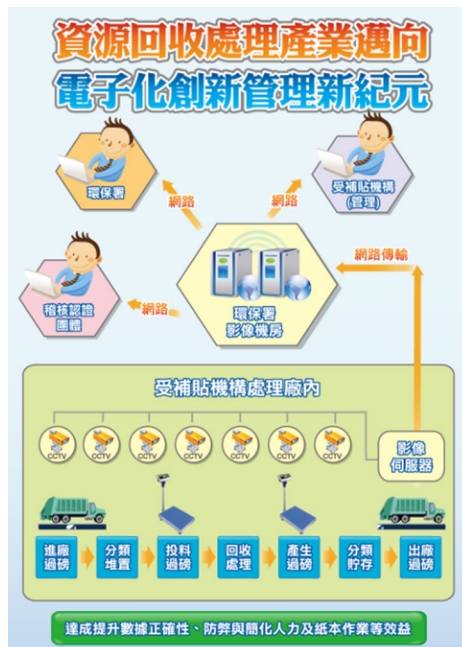 資源回收處理產業邁向
電子化創新管理新紀元
環保署
受補貼機構
(管理)
網路
網路
網路傳輸
稽核認證
團體
網路
環保署
影像機房
受補貼機構處理廠內
CCTV
CCTV
CCTV
CCTV
CCTV
CCTV
CCTV
影像
伺服器
進廠
過磅
分類
堆置
投料
過磅
回收
處理
產生
過磅
分類
貯存
出廠
過磅
達成提升數據正確性、防弊與簡化人力及紙本作業等效益